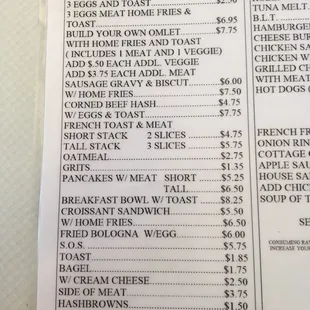 3 EGGS AND TOAST
3 EGGS MEAT HOME FRIES &
TOAST $6.95
BUILD YOUR OWN OMLET $7.75
WITH HOME FRIES AND TOAST
( INCLUDES 1 MEAT AND 1 VEGGIE)
ADD $.50 EACH ADDL. VEGGIE
ADD $3.75 EACH ADDL. MEAT
SAUSAGE GRAVY & BISCUT $6.00
W/ HOME FRIES $7.50
CORNED BEEF HASH $4.75
W/ EGGS & TOAST $7.75
FRENCH TOAST & MEAT
SHORT STACK 2 SLICES $4.75
TALL STACK 3 SLICES $5.75
OATMEAL $2.75
GRITS $1.35
PANCAKES W/ MEAT SHORT $5.25
TALL $6.50
BREAKFAST BOWL W/ TOAST $8.25
CROISSANT SANDWICH $5.50
W/ HOME FRIES $6.50
FRIED BOLOGNA W/EGG $6.00
S.O.S. $5.75
TOAST $1.85
BAGEL $1.75
W/ CREAM CHEESE $2.50
SIDE OF MEAT $3.75
HASHBROWNS $1.50
TUNA MELT
B.L.T.
HAMBURGE
CHEESE BUR
CHICKEN SA
CHICKEN W
GRILLED C
WITH MEAT
HOT DOGS (
FRENCH FR
ONION RIN
COTTAGE
APPLE SAU
HOUSE SA
ADD CHIC
SOUP OF T
SE
CONSUMING RA
INCREASE YOUR